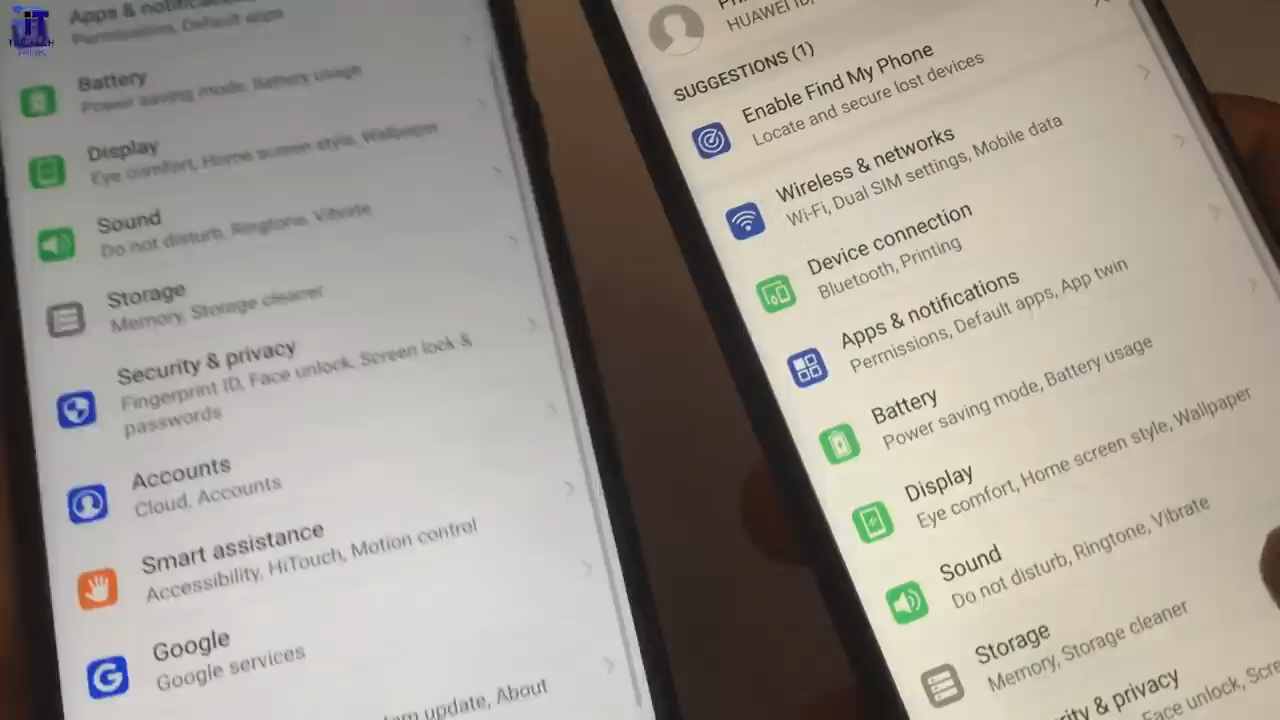 iT
Apps &
Permissions, Default apps
Battery
Power saving mode, Battery usage
Display
Eye comfort, Home screen style, Wallpaper
Sound
Do not disturb, Ringtone, Vibrate
Storage
Memory, Storage cleaner
Security & privacy
Fingerprint ID, Face unlock, Screen lock &
passwords
Accounts
Cloud, Accounts
Smart assistance
Accessibility, HiTouch, Motion control
Google
Google services
update, About
HUAWEI ID,
SUGGESTIONS (1)
Enable Find My Phone
Locate and secure lost devices
Wireless & networks
Wi-Fi, Dual SIM settings, Mobile data
Device connection
Bluetooth, Printing
Apps & notifications
Permissions, Default apps, App twin
Battery
Power saving mode, Battery usage
Display
Eye comfort, Home screen style, Wallpaper
Sound
Do not disturb, Ringtone, Vibrate
Storage
Memory, Storage cleaner
& privacy
Face unlock,